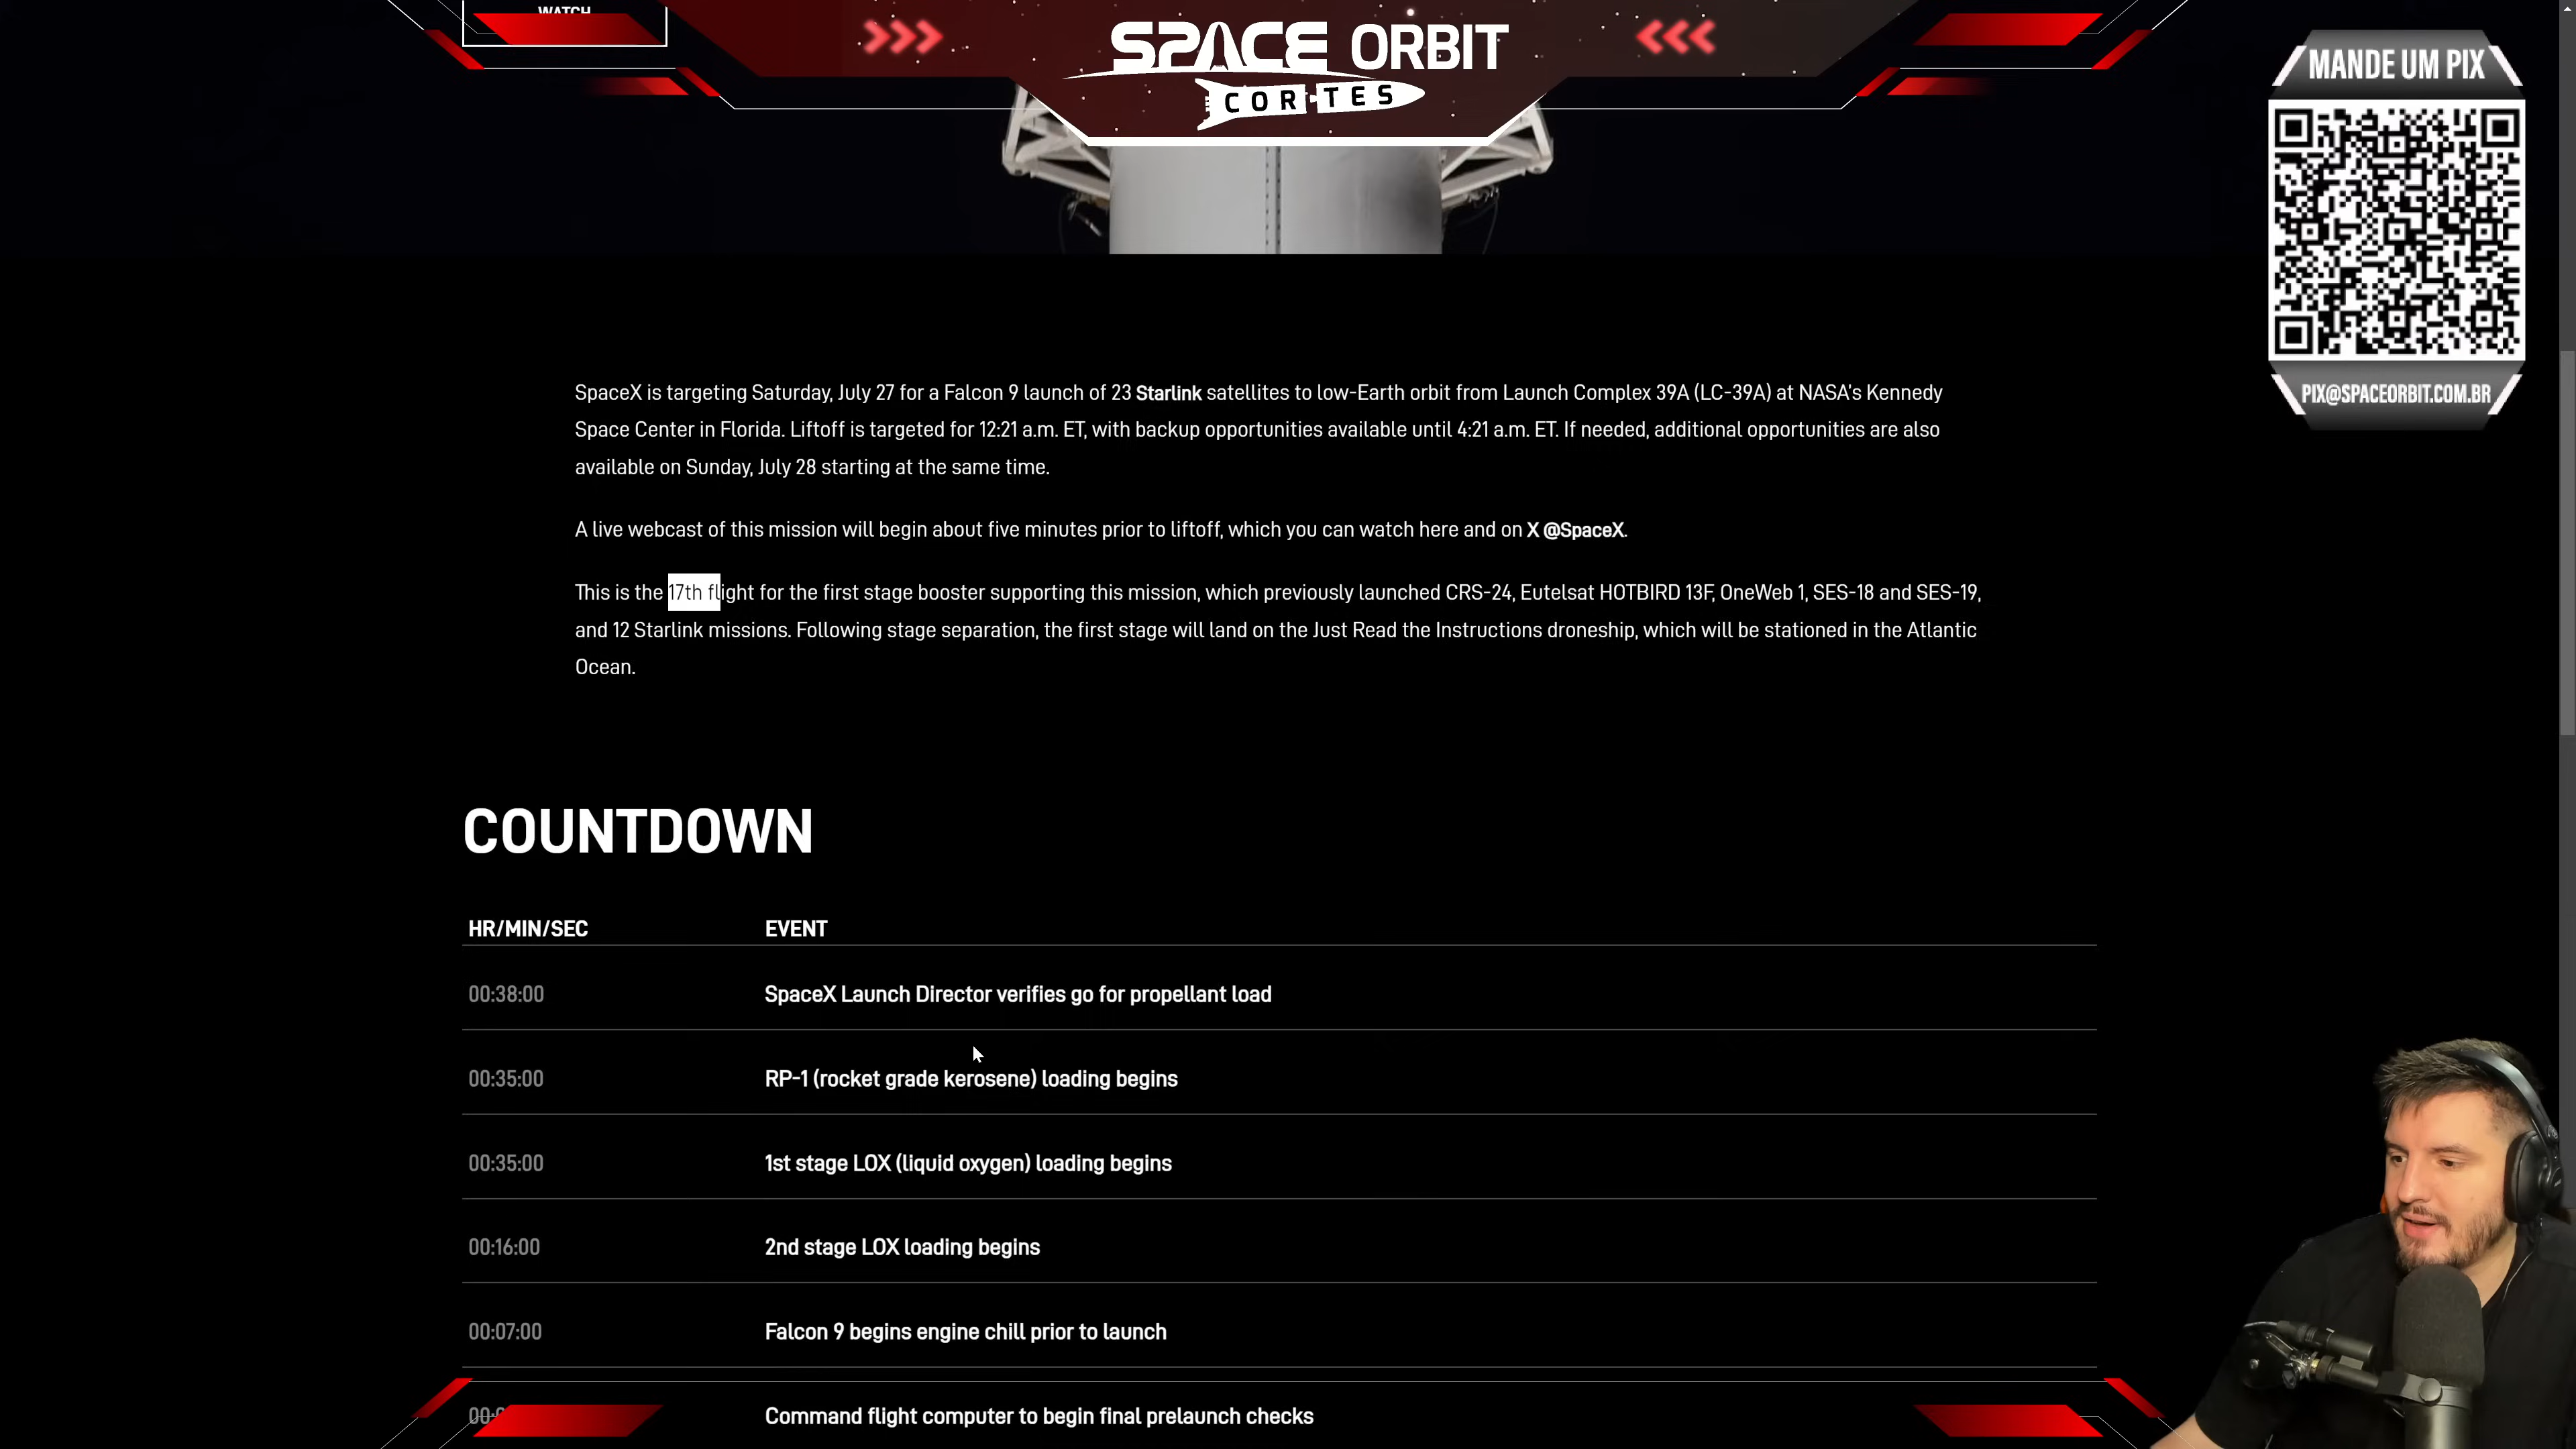 WATCH
SPACE ORBIT
CORTES
MANDE UM PIX
PIX@SPACEORBIT.COM.BR
SpaceX is targeting Saturday, July 27 for a Falcon 9 launch of 23 Starlink satellites to low-Earth orbit from Launch Complex 39A (LC-39A) at NASA's Kennedy
Space Center in Florida. Liftoff is targeted for 12:21 a.m. ET, with backup opportunities available until 4:21 a.m. ET. If needed, additional opportunities are also
available on Sunday, July 28 starting at the same time.
A live webcast of this mission will begin about five minutes prior to liftoff, which you can watch here and on X @SpaceX.
This is the 17th flight for the first stage booster supporting this mission, which previously launched CRS-24, Eutelsat HOTBIRD 13F, OneWeb 1, SES-18 and SES-19,
and 12 Starlink missions. Following stage separation, the first stage will land on the Just Read the Instructions droneship, which will be stationed in the Atlantic
Ocean.
COUNTDOWN
HR/MIN/SEC EVENT
00:38:00 SpaceX Launch Director verifies go for propellant load
00:35:00 RP-1 (rocket grade kerosene) loading begins
00:35:00 1st stage LOX (liquid oxygen) loading begins
00:16:00 2nd stage LOX loading begins
00:07:00 Falcon 9 begins engine chill prior to launch
Command flight computer to begin final prelaunch checks